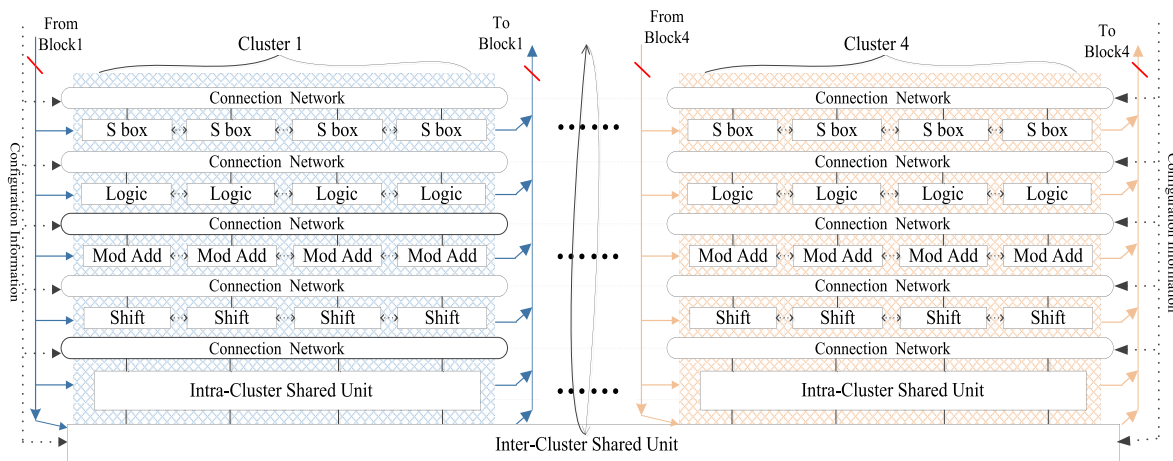 From
Block1
Cluster 1
To
Block1
From
Block4
Cluster 4
To
Block4
Connection Network
Connection Network
S box S box S box S box
S box S box S box S box
Connection Network
Connection Network
Logic Logic Logic Logic
Logic Logic Logic Logic
Connection Network
Connection Network
Mod Add Mod Add Mod Add Mod Add
Mod Add Mod Add Mod Add Mod Add
Connection Network
Connection Network
Shift Shift Shift Shift
Shift Shift Shift Shift
Connection Network
Connection Network
Intra-Cluster Shared Unit
Intra-Cluster Shared Unit
Inter-Cluster Shared Unit
Configuration Information
Configuration Information